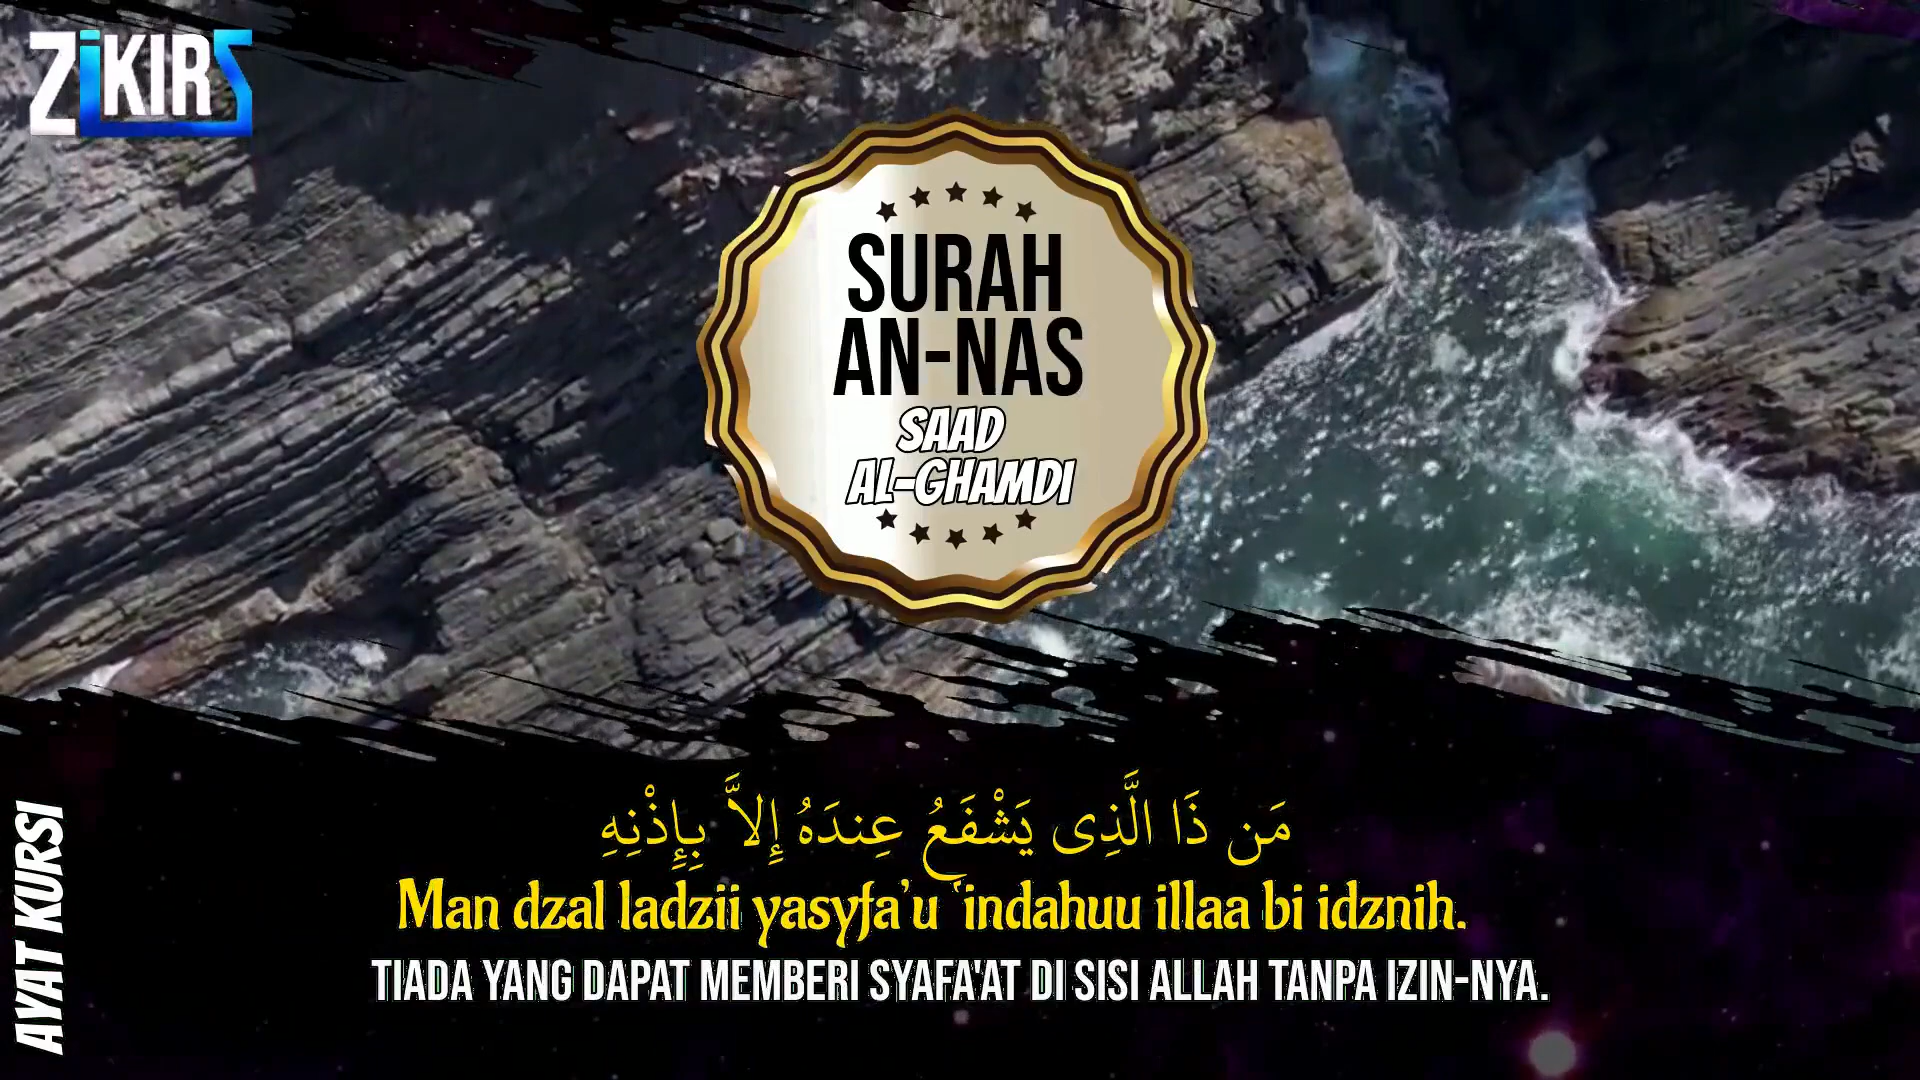 ZiKIRS
SURAH
AN-NAS
SAAD
AL-GHAMDI
مَن ذَا الَّذِى يَشْفَعُ عِندَهُ إِلاَّ بِإِذْنِهِ
Man dzal ladzii yasyfa'u 'indahuu illaa bi idznih.
TIADA YANG DAPAT MEMBERI SYAFA'AT DI SISI ALLAH TANPA IZIN-NYA.
AYAT KURSI